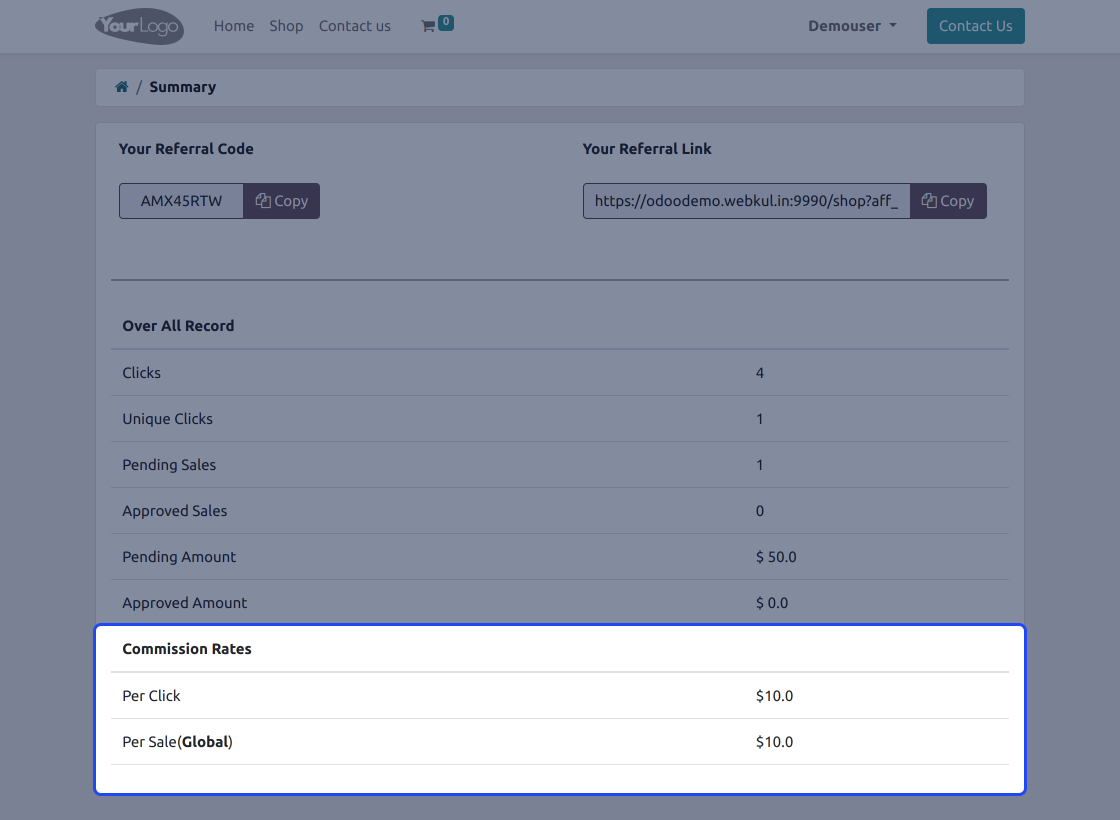 YourLogo Home Shop Contact us 0 Demouser Contact Us
/ Summary
Your Referral Code Your Referral Link
AMX45RTW Copy https://odoodemo.webkul.in:9990/shop?aff_ Copy
Over All Record
Clicks 4
Unique Clicks 1
Pending Sales 1
Approved Sales 0
Pending Amount $ 50.0
Approved Amount $ 0.0
Commission Rates
Per Click $10.0
Per Sale(Global) $10.0